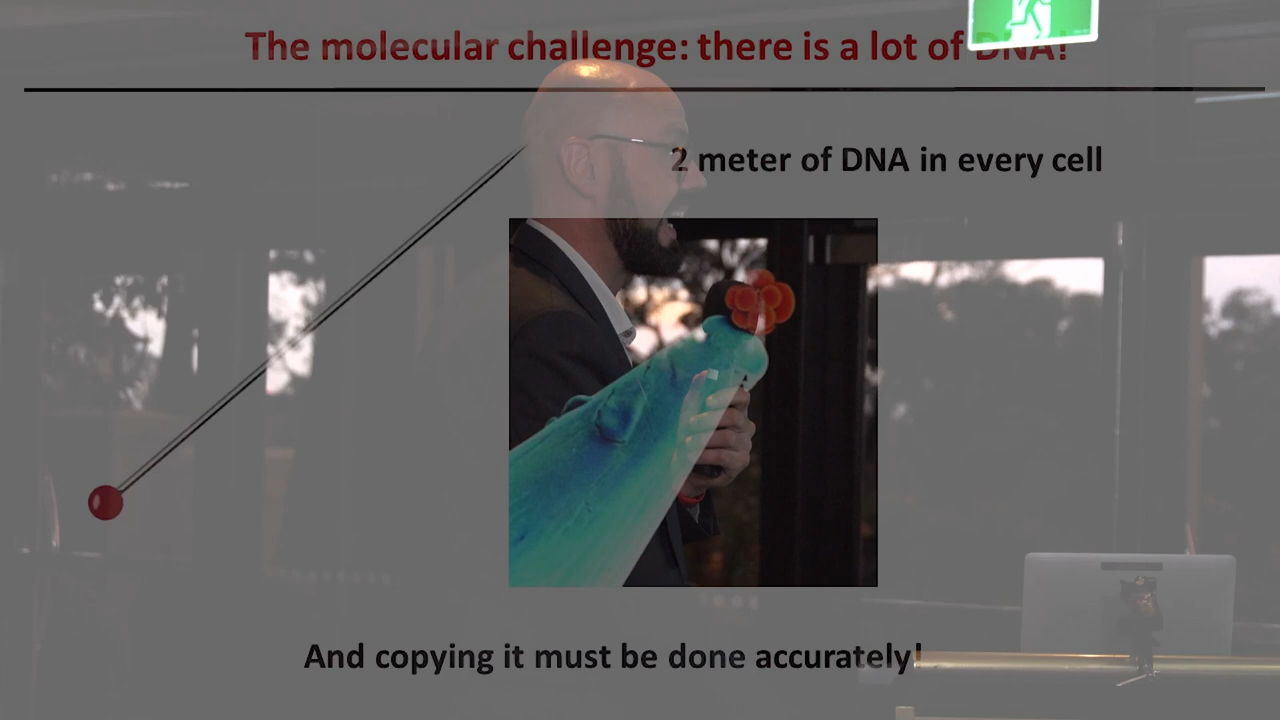 The molecular challenge: there is a lot of DNA!
2 meter of DNA in every cell
And copying it must be done accurately!